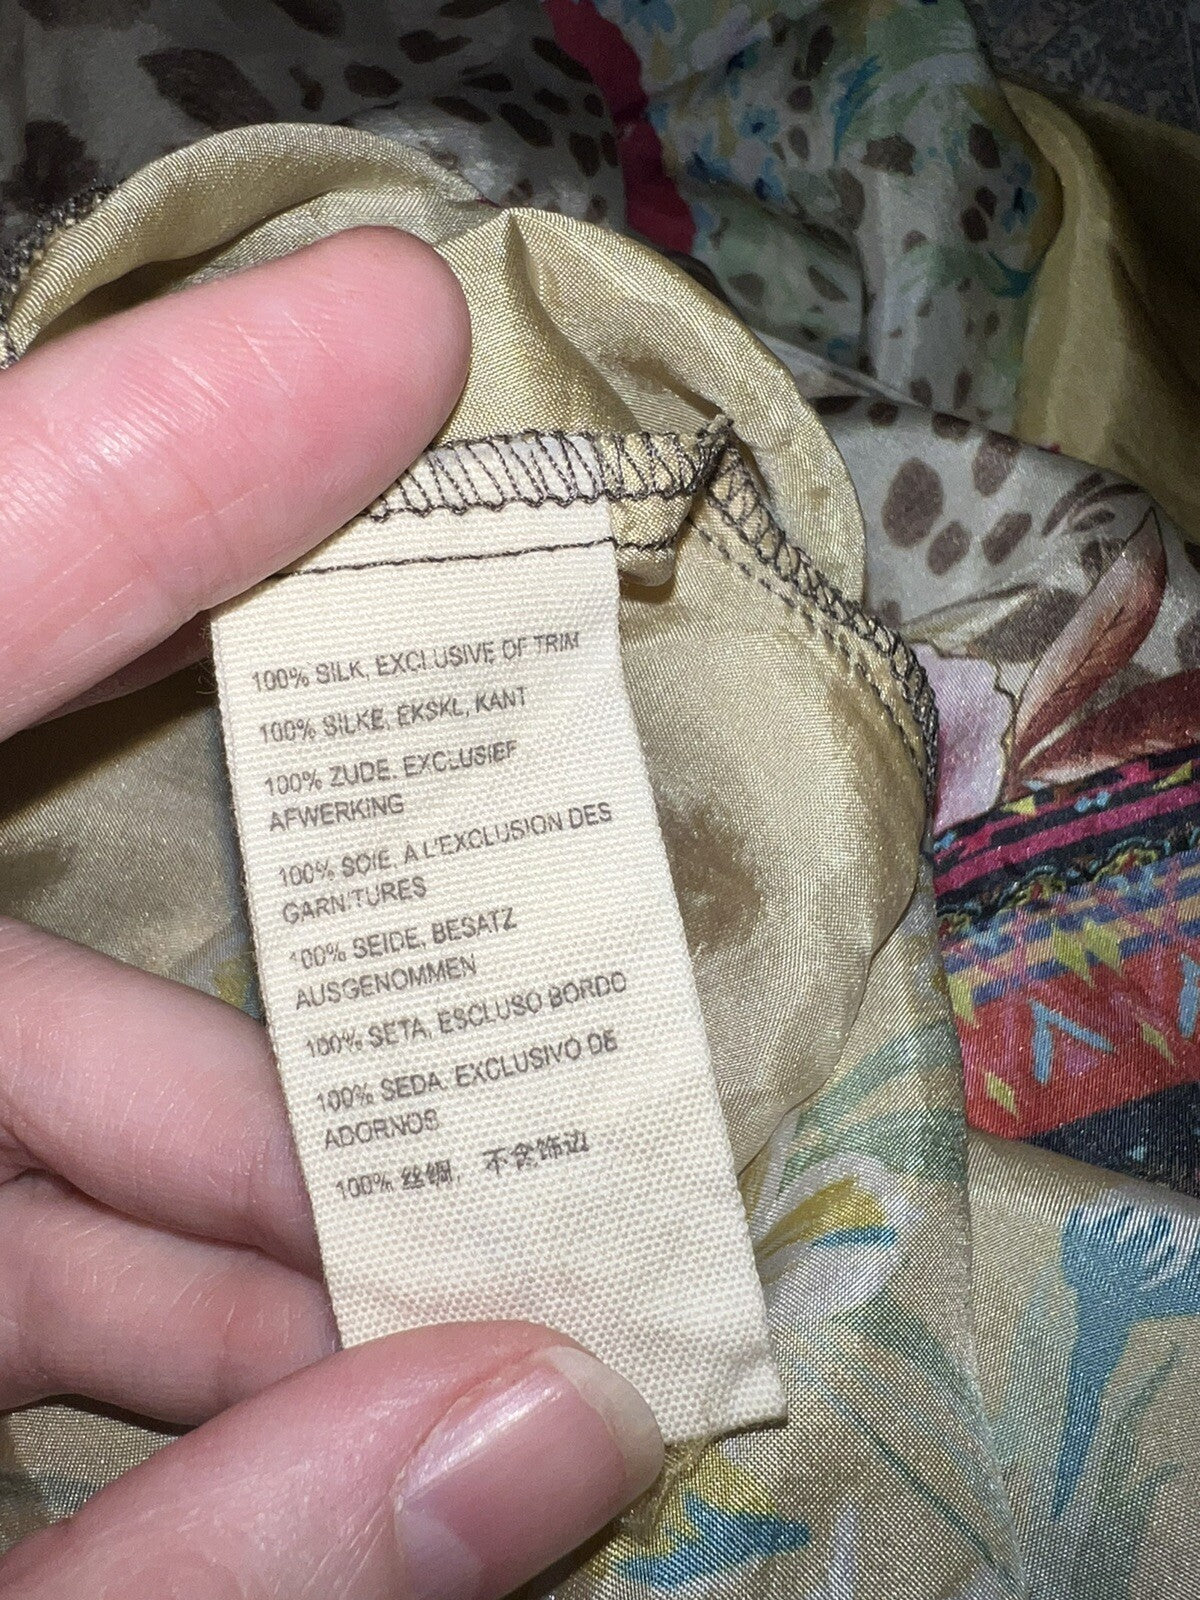 100% SILK, EXCLUSIVE OF TRIM
100% SILKE, EKSKL, KANT
100% ZUDE. EXCLUSIEF
AFWERKING
100% SOIE, A L'EXCLUSION DES
GARNITURES
100% SEIDE, BESATZ
AUSGENOMMEN
100% SETA, ESCLUSO BORDO
100% SEDA. EXCLUSIVO DE
ADORNOS
100% 丝绸, 不含饰边